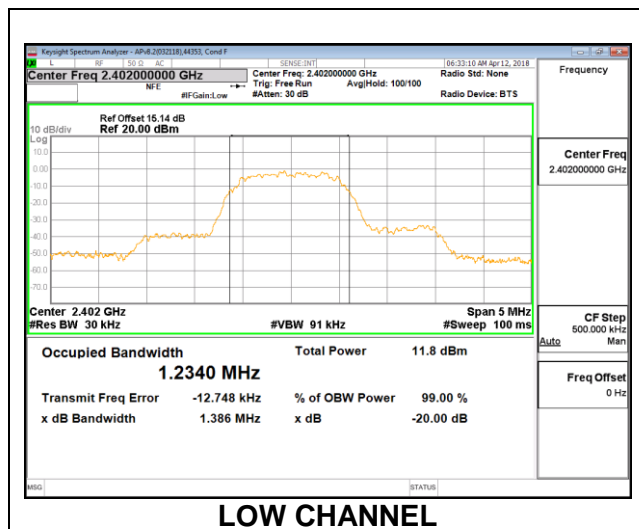 Keysight Spectrum Analyzer - APv8.2(032118),44353, Cond F
L RF 50 Ω AC SENSE:INT 06:33:10 AM Apr 12, 2018
Center Freq 2.402000000 GHz
NFE
#IFGain:Low
Center Freq: 2.402000000 GHz
Trig: Free Run Avg|Hold: 100/100
#Atten: 30 dB
Radio Std: None
Radio Device: BTS
Frequency
Ref Offset 15.14 dB
10 dB/div Ref 20.00 dBm
Log
10.0
0.00
-10.0
-20.0
-30.0
-40.0
-50.0
-60.0
-70.0
Center 2.402 GHz Span 5 MHz
#Res BW 30 kHz #VBW 91 kHz #Sweep 100 ms
Center Freq
2.402000000 GHz
CF Step
500.000 kHz
Auto Man
Freq Offset
0 Hz
Occupied Bandwidth Total Power 11.8 dBm
1.2340 MHz
Transmit Freq Error -12.748 kHz % of OBW Power 99.00 %
x dB Bandwidth 1.386 MHz x dB -20.00 dB
MSG STATUS
LOW CHANNEL